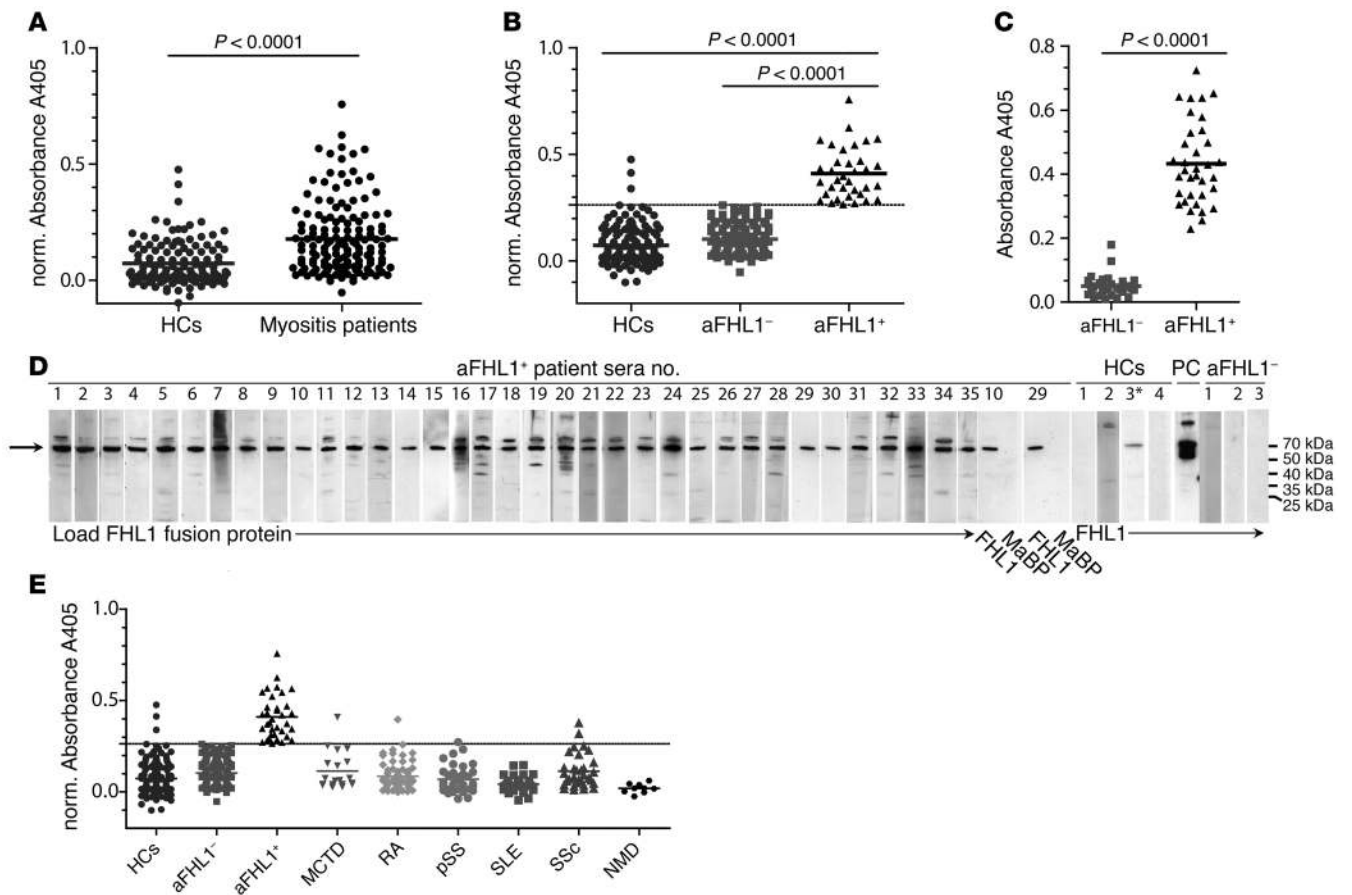 A
P < 0.0001
norm. Absorbance A405
1.0
0.5
0.0
HCs Myositis patients
B
P < 0.0001
P < 0.0001
norm. Absorbance A405
1.0
0.5
0.0
HCs aFHL1⁻ aFHL1⁺
C
P < 0.0001
Absorbance A405
0.8
0.6
0.4
0.2
0.0
aFHL1⁻ aFHL1⁺
D
aFHL1⁺ patient sera no. HCs PC aFHL1⁻
1 2 3 4 5 6 7 8 9 10 11 12 13 14 15 16 17 18 19 20 21 22 23 24 25 26 27 28 29 30 31 32 33 34 35 10 29 1 2 3* 4 1 2 3
70 kDa
50 kDa
40 kDa
35 kDa
25 kDa
Load FHL1 fusion protein FHL1 MaBP FHL1 MaBP FHL1
E
norm. Absorbance A405
1.0
0.5
0.0
HCs aFHL1⁻ aFHL1⁺ MCTD RA pSS SLE SSc NMD